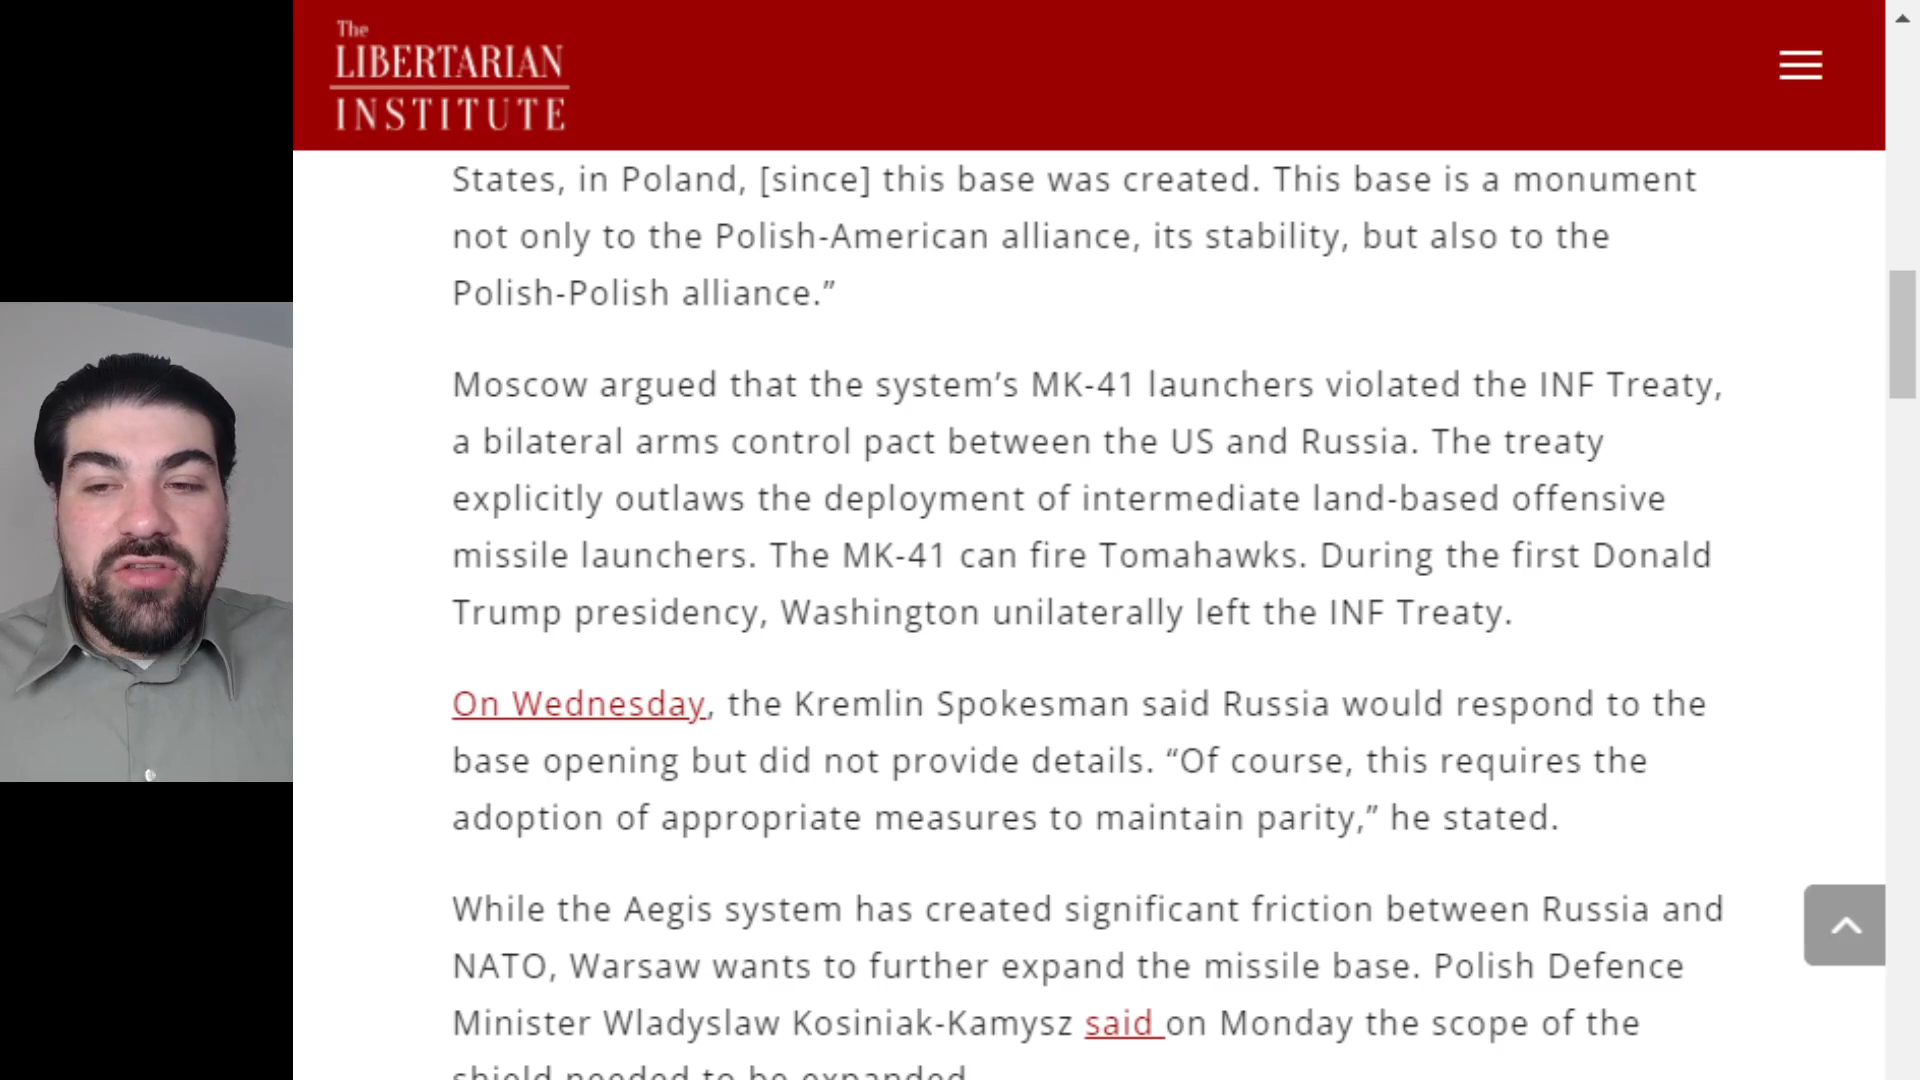 The
LIBERTARIAN
INSTITUTE
States, in Poland, [since] this base was created. This base is a monument
not only to the Polish-American alliance, its stability, but also to the
Polish-Polish alliance.”
Moscow argued that the system’s MK-41 launchers violated the INF Treaty,
a bilateral arms control pact between the US and Russia. The treaty
explicitly outlaws the deployment of intermediate land-based offensive
missile launchers. The MK-41 can fire Tomahawks. During the first Donald
Trump presidency, Washington unilaterally left the INF Treaty.
On Wednesday, the Kremlin Spokesman said Russia would respond to the
base opening but did not provide details. “Of course, this requires the
adoption of appropriate measures to maintain parity,” he stated.
While the Aegis system has created significant friction between Russia and
NATO, Warsaw wants to further expand the missile base. Polish Defence
Minister Wladyslaw Kosiniak-Kamysz said on Monday the scope of the
shield needed to be expanded